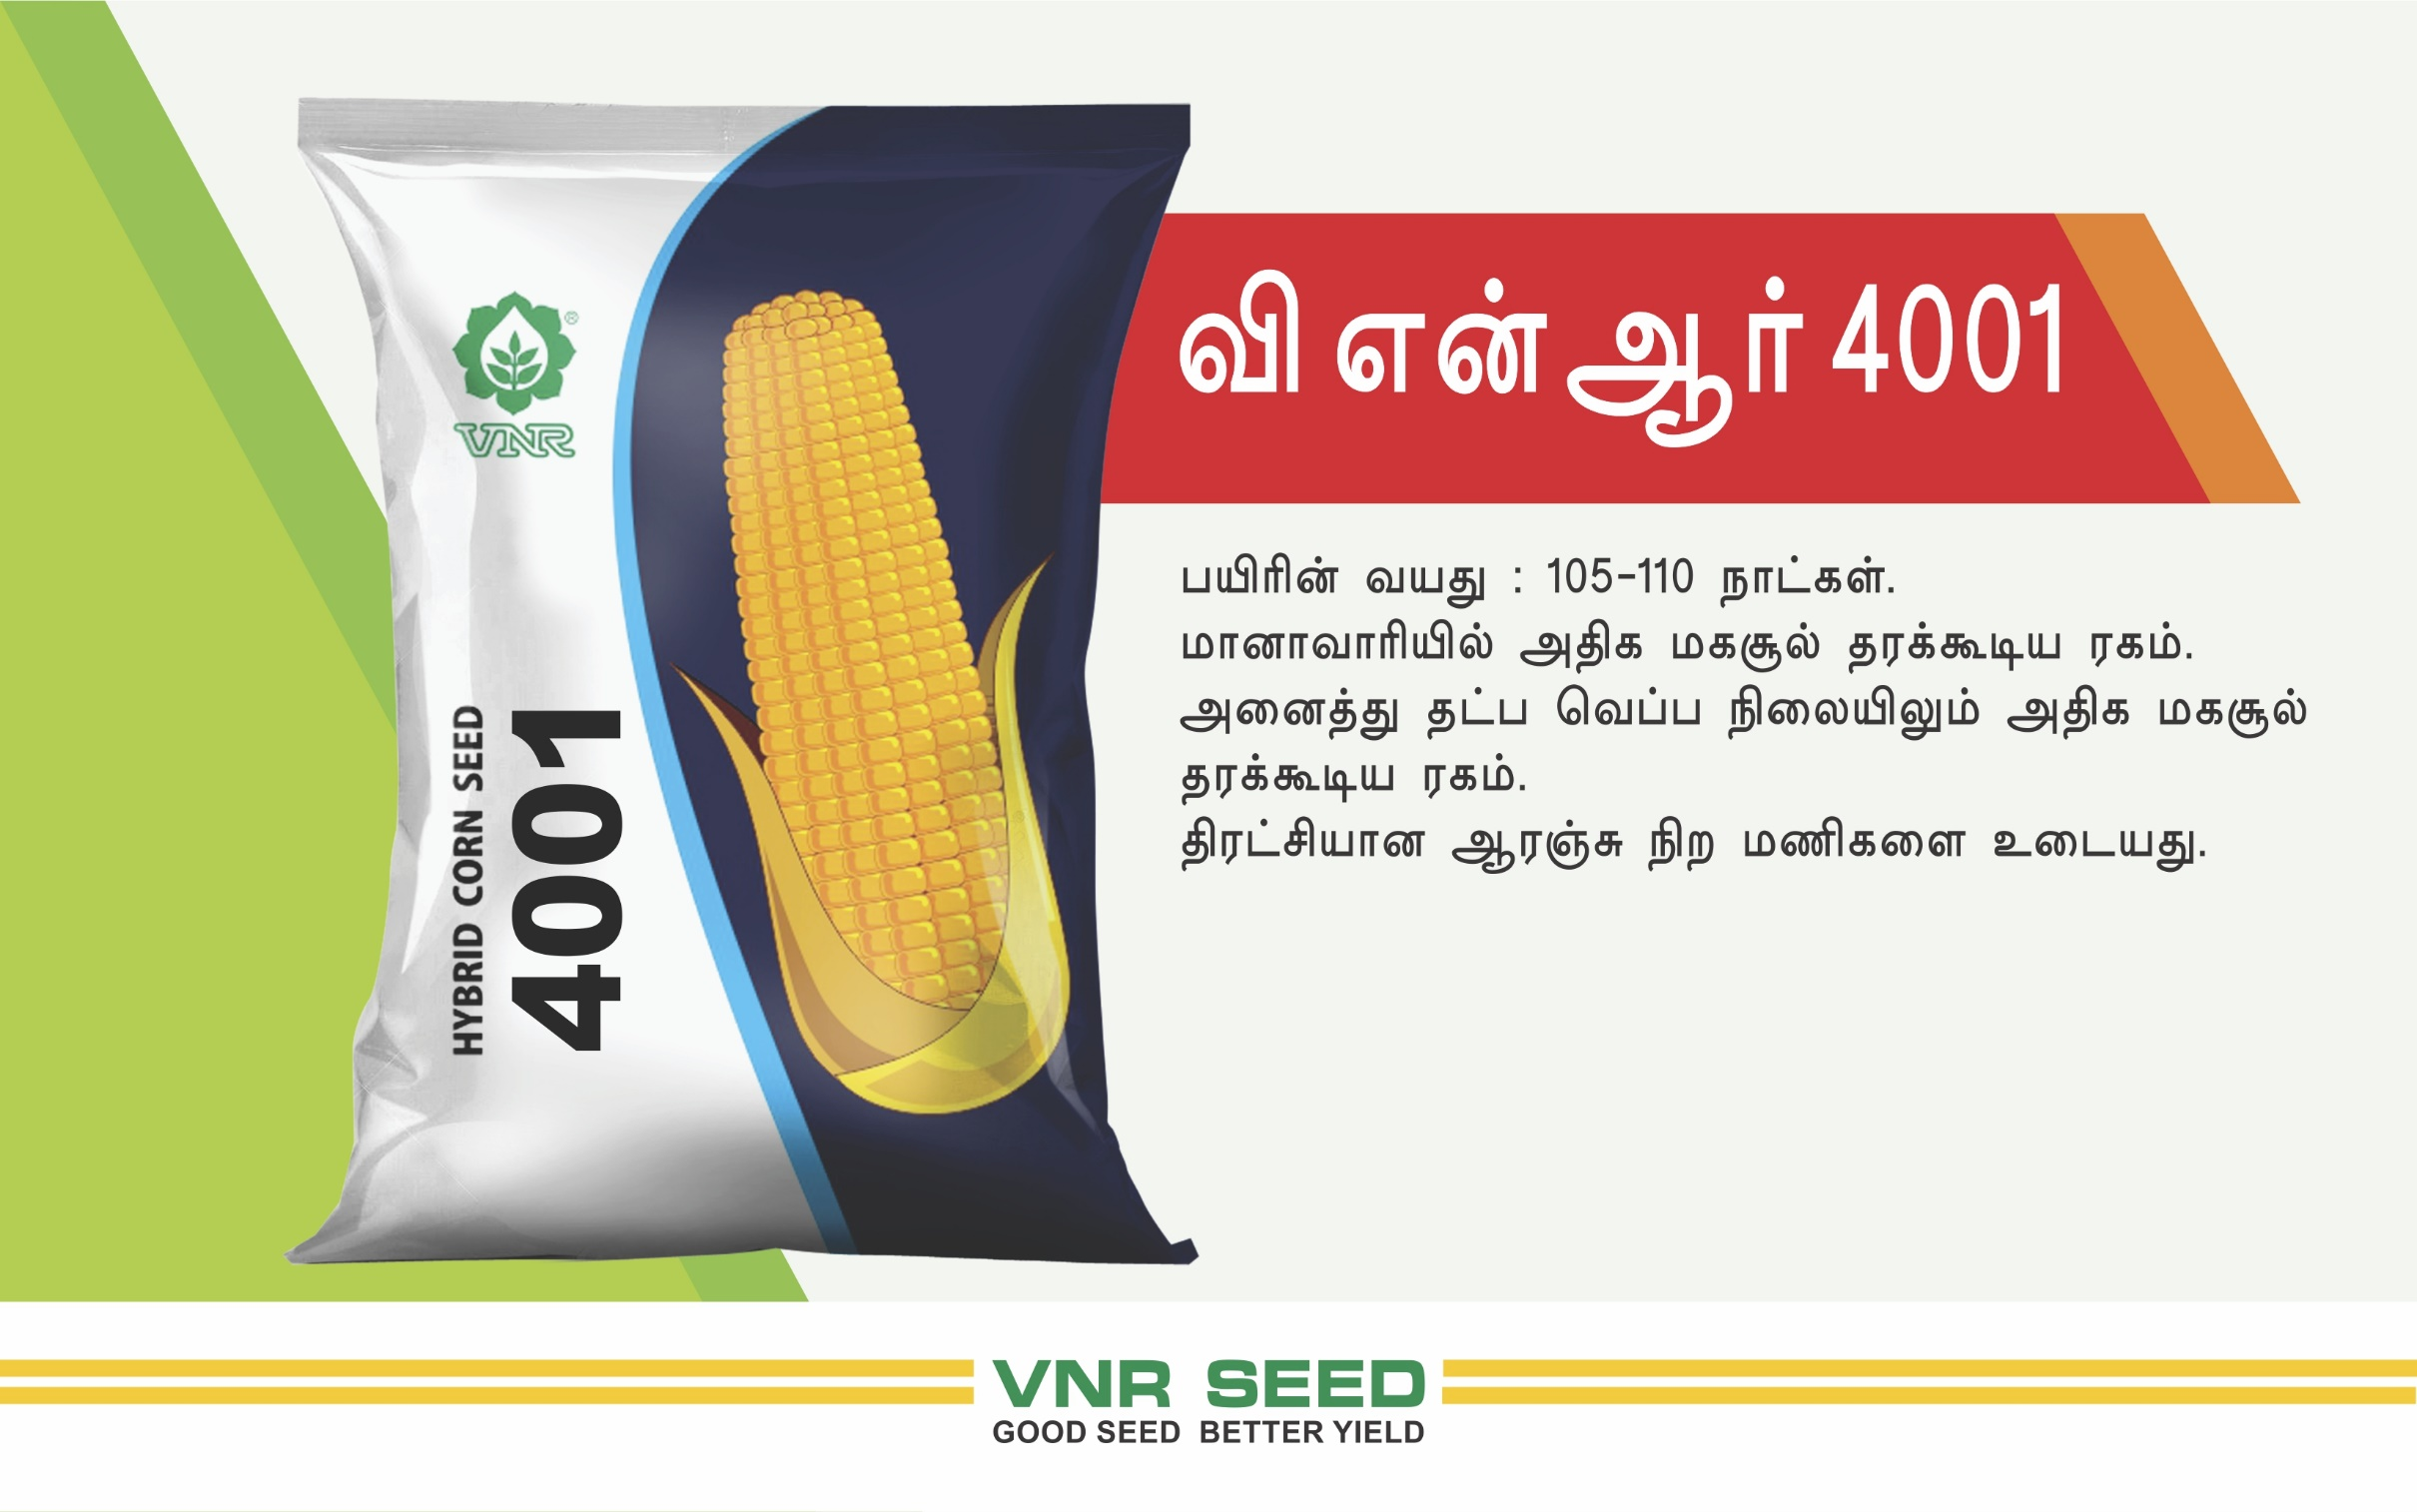 VNR
HYBRID CORN SEED
4001
வி என் ஆர் 4001
பயிரின் வயது : 105-110 நாட்கள்.
மானாவாரியில் அதிக மகசூல் தரக்கூடிய ரகம்.
அனைத்து தட்ப வெப்ப நிலையிலும் அதிக மகசூல்
தரக்கூடிய ரகம்.
திரட்சியான ஆரஞ்சு நிற மணிகளை உடையது.
VNR SEED
GOOD SEED BETTER YIELD